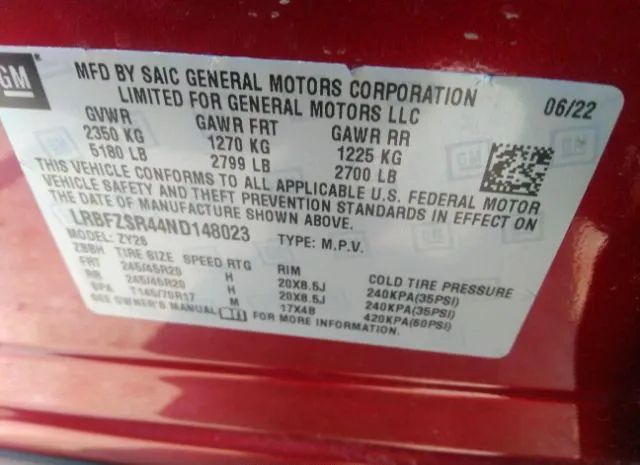 GM
MFD BY SAIC GENERAL MOTORS CORPORATION
LIMITED FOR GENERAL MOTORS LLC
06/22
GVWR GAWR FRT GAWR RR
2350 KG 1270 KG 1225 KG
5180 LB 2799 LB 2700 LB
THIS VEHICLE CONFORMS TO ALL APPLICABLE U.S. FEDERAL MOTOR
VEHICLE SAFETY AND THEFT PREVENTION STANDARDS IN EFFECT ON
THE DATE OF MANUFACTURE SHOWN ABOVE.
LRBFZSR44ND148023 TYPE: M.P.V.
ZBBH ZY26
TIRE SIZE SPEED RTG RIM COLD TIRE PRESSURE
FRT 245/45R20 H 20X8.5J 240KPA(35PSI)
RR 245/45R20 H 20X8.5J 240KPA(35PSI)
SPA T145/70R17 M 17X4B 420KPA(60PSI)
SEE OWNER'S MANUAL FOR MORE INFORMATION.